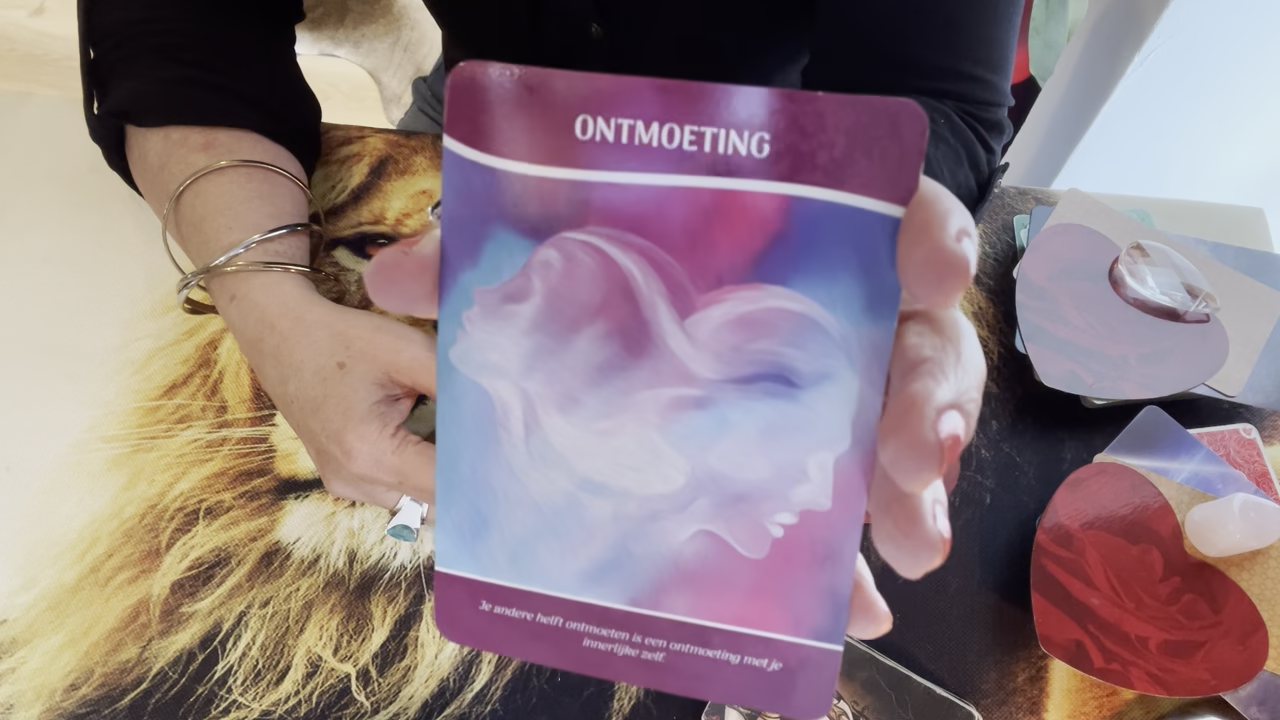 ONTMOETING
Je andere helft ontmoeten is een ontmoeting met je
innerlijke zelf.